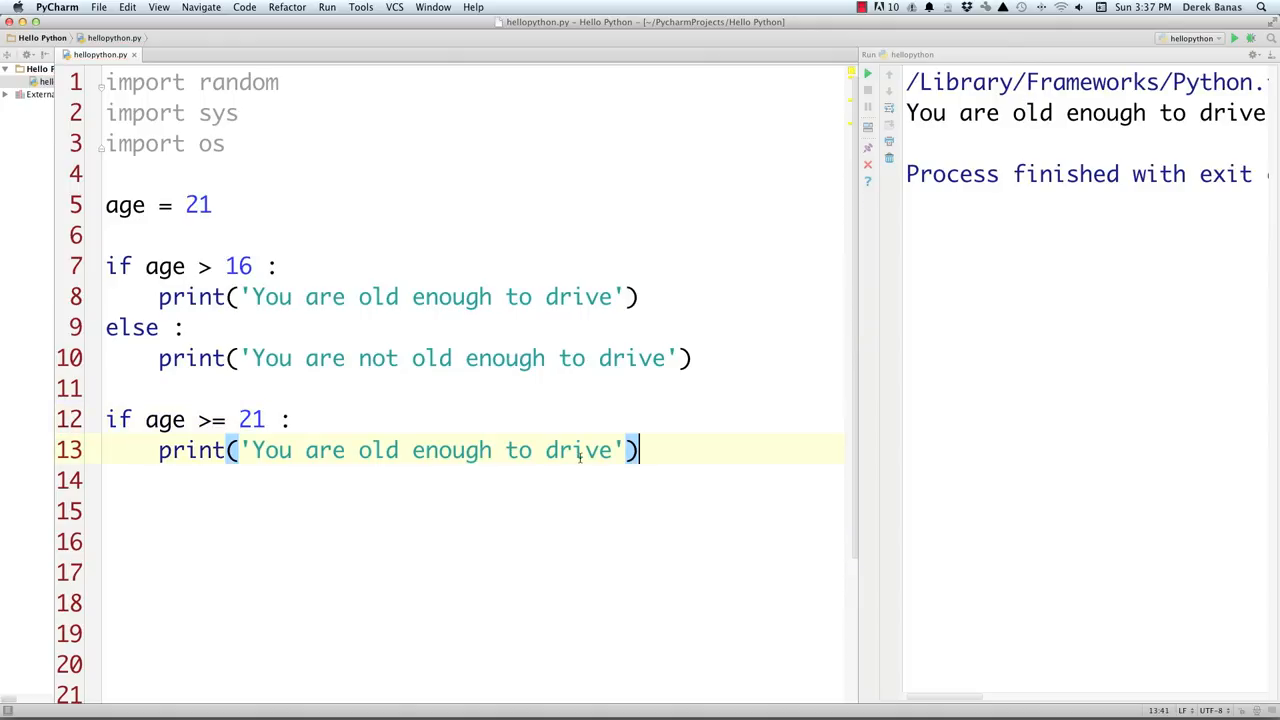 PyCharm File Edit View Navigate Code Refactor Run Tools VCS Window Help 10 Sun 3:37 PM Derek Banas
hellopython.py – Hello Python – [~/PycharmProjects/Hello Python]
Hello Python hellopython.py hellopython
hellopython.py Run hellopython
Hello P
hell
Externa
1 import random
2 import sys
3 import os
4
5 age = 21
6
7 if age > 16 :
8 print('You are old enough to drive')
9 else :
10 print('You are not old enough to drive')
11
12 if age >= 21 :
13 print('You are old enough to drive')
14
15
16
17
18
19
20
21
/Library/Frameworks/Python.
You are old enough to drive
Process finished with exit
13:41 LF UTF-8